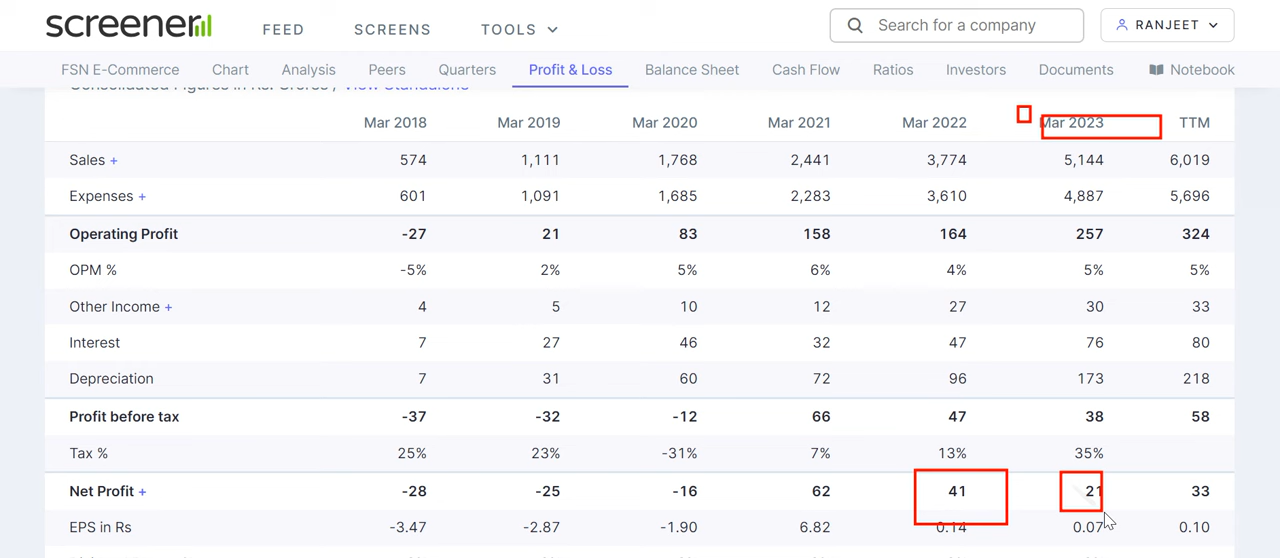 screener
FEED SCREENS TOOLS
Search for a company
RANJEET
FSN E-Commerce Chart Analysis Peers Quarters Profit & Loss Balance Sheet Cash Flow Ratios Investors Documents Notebook
Consolidated Figures in Rs. Crores / View Standalone
Mar 2018 Mar 2019 Mar 2020 Mar 2021 Mar 2022 Mar 2023 TTM
Sales + 574 1,111 1,768 2,441 3,774 5,144 6,019
Expenses + 601 1,091 1,685 2,283 3,610 4,887 5,696
Operating Profit -27 21 83 158 164 257 324
OPM % -5% 2% 5% 6% 4% 5% 5%
Other Income + 4 5 10 12 27 30 33
Interest 7 27 46 32 47 76 80
Depreciation 7 31 60 72 96 173 218
Profit before tax -37 -32 -12 66 47 38 58
Tax % 25% 23% -31% 7% 13% 35%
Net Profit + -28 -25 -16 62 41 21 33
EPS in Rs -3.47 -2.87 -1.90 6.82 0.14 0.07 0.10